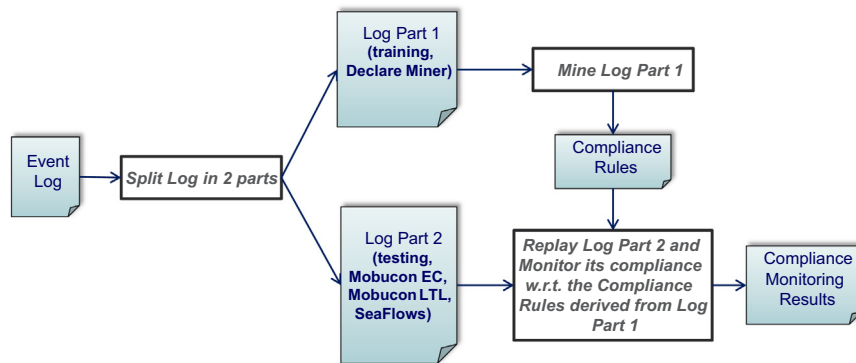 Event
Log
Split Log in 2 parts
Log Part 1
(training,
Declare Miner)
Mine Log Part 1
Compliance
Rules
Log Part 2
(testing,
Mobucon EC,
Mobucon LTL,
SeaFlows)
Replay Log Part 2 and
Monitor its compliance
w.r.t. the Compliance
Rules derived from Log
Part 1
Compliance
Monitoring
Results